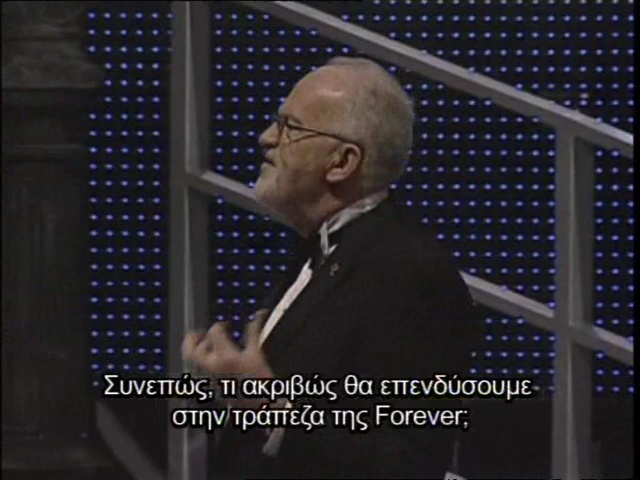 Συνεπώς, τι ακριβώς θα επενδύσουμε
στην τράπεζα της Forever;